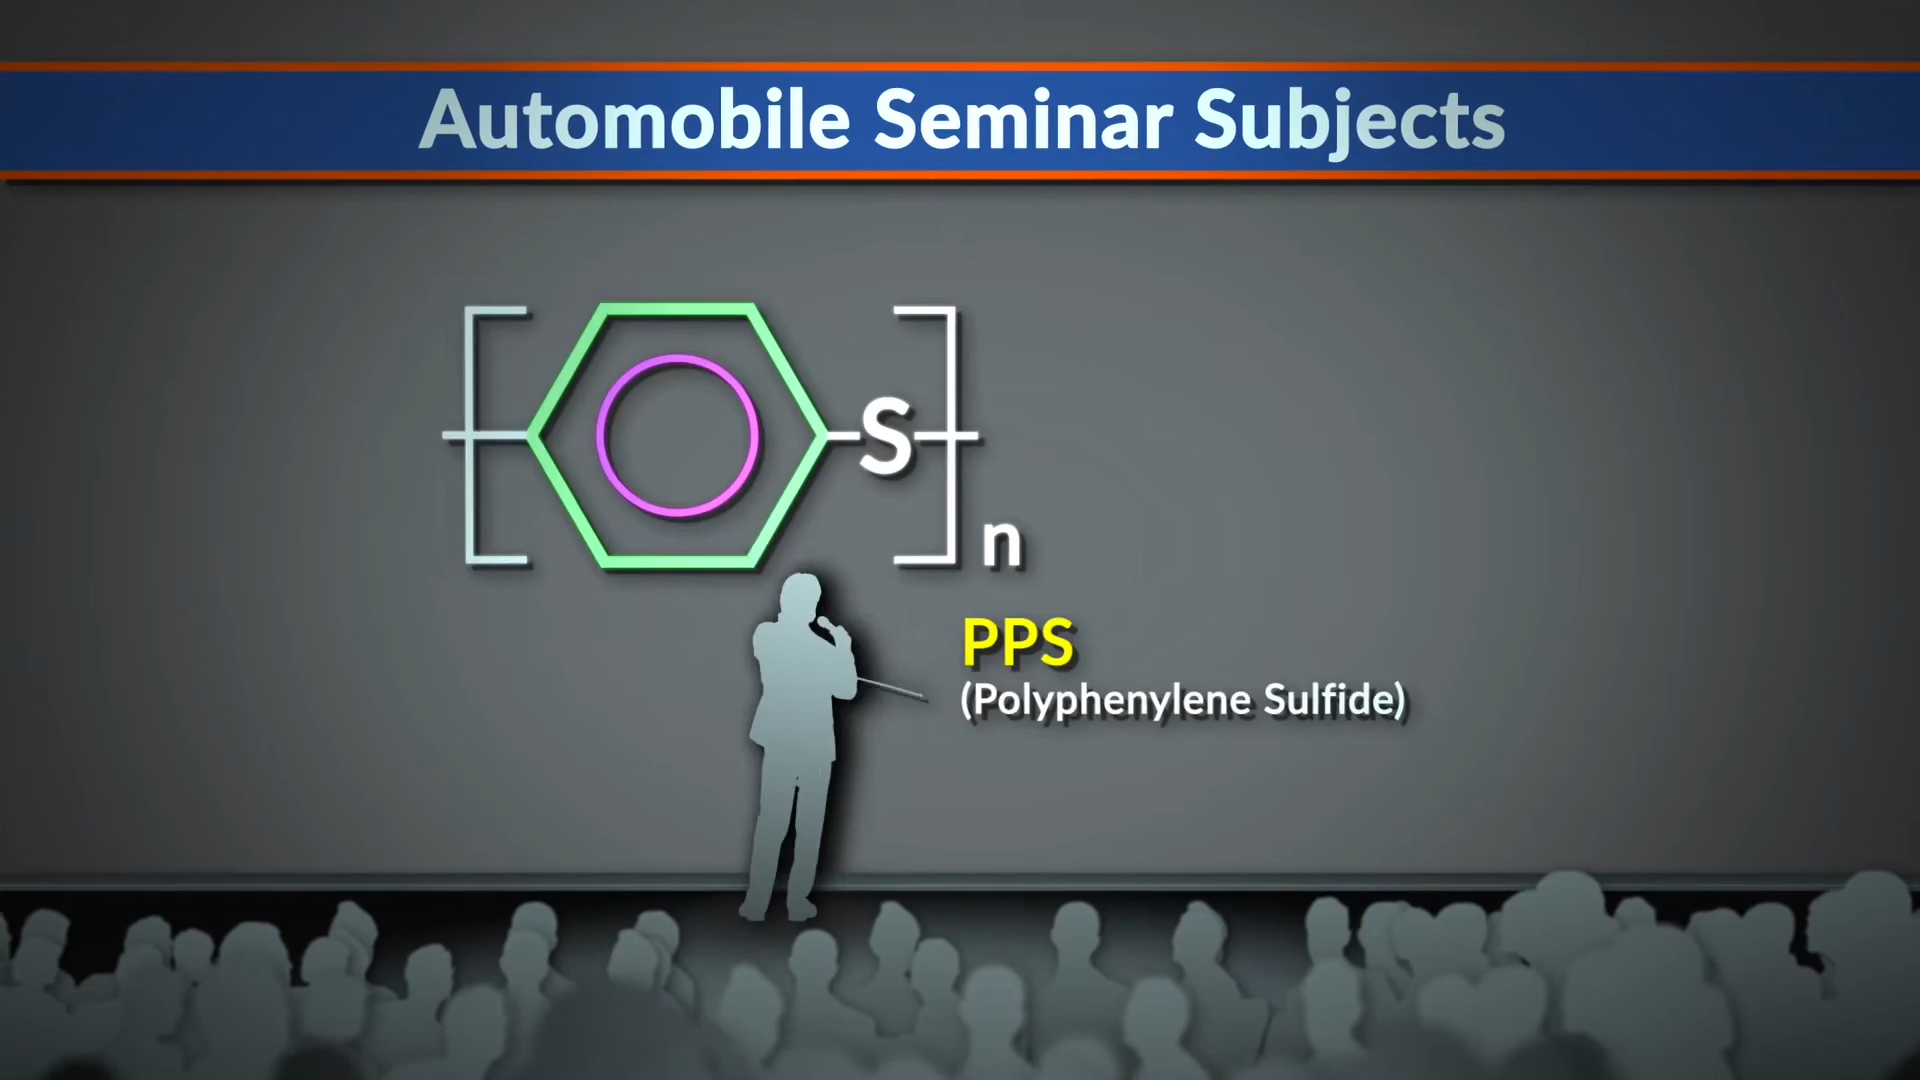 Automobile Seminar Subjects
S
n
PPS
(Polyphenylene Sulfide)